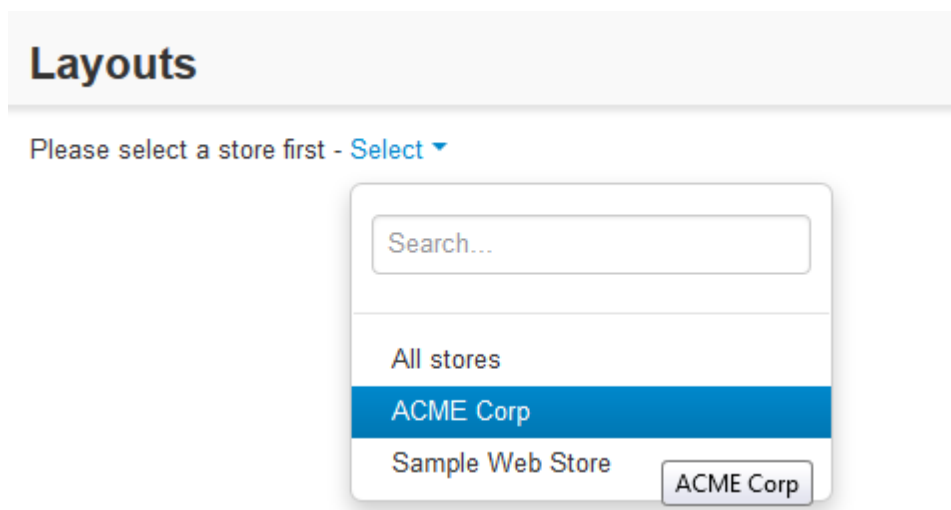 Layouts
Please select a store first - Select
Search...
All stores
ACME Corp
Sample Web Store
ACME Corp